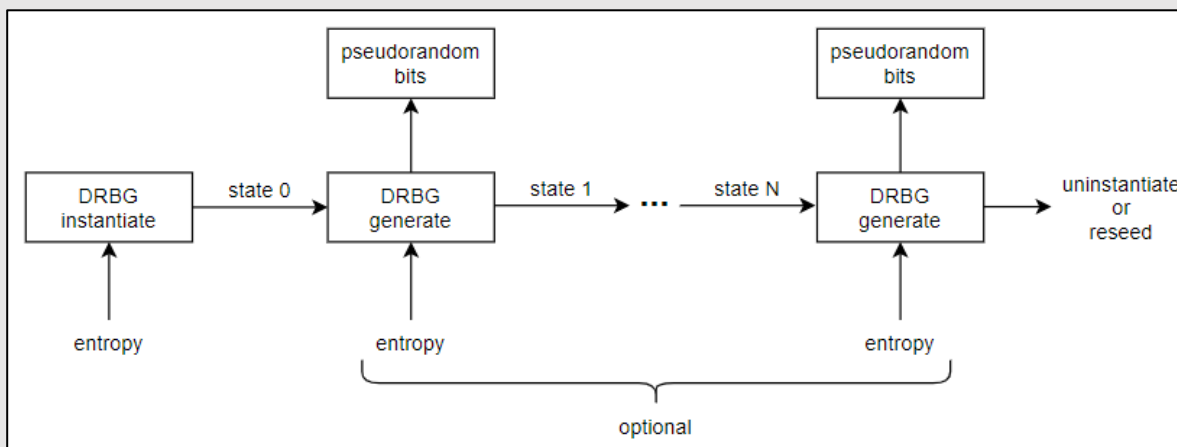 pseudorandom
bits
pseudorandom
bits
DRBG
instantiate
state 0
DRBG
generate
state 1
...
state N
DRBG
generate
uninstantiate
or
reseed
entropy
entropy
entropy
optional